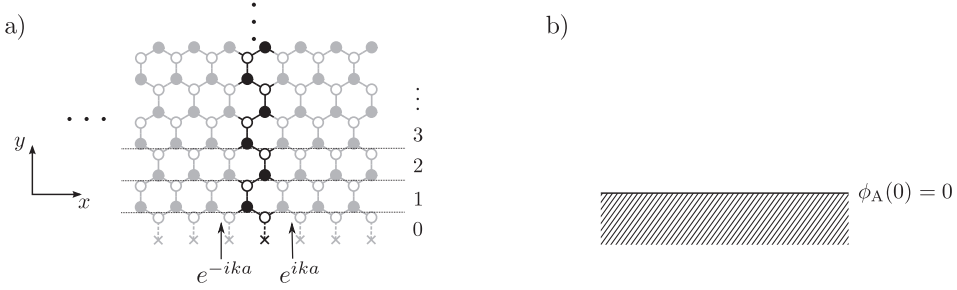 a)
b)
y
x
⋮
3
2
1
0
e^{-ika}
e^{ika}
ϕ_A(0) = 0